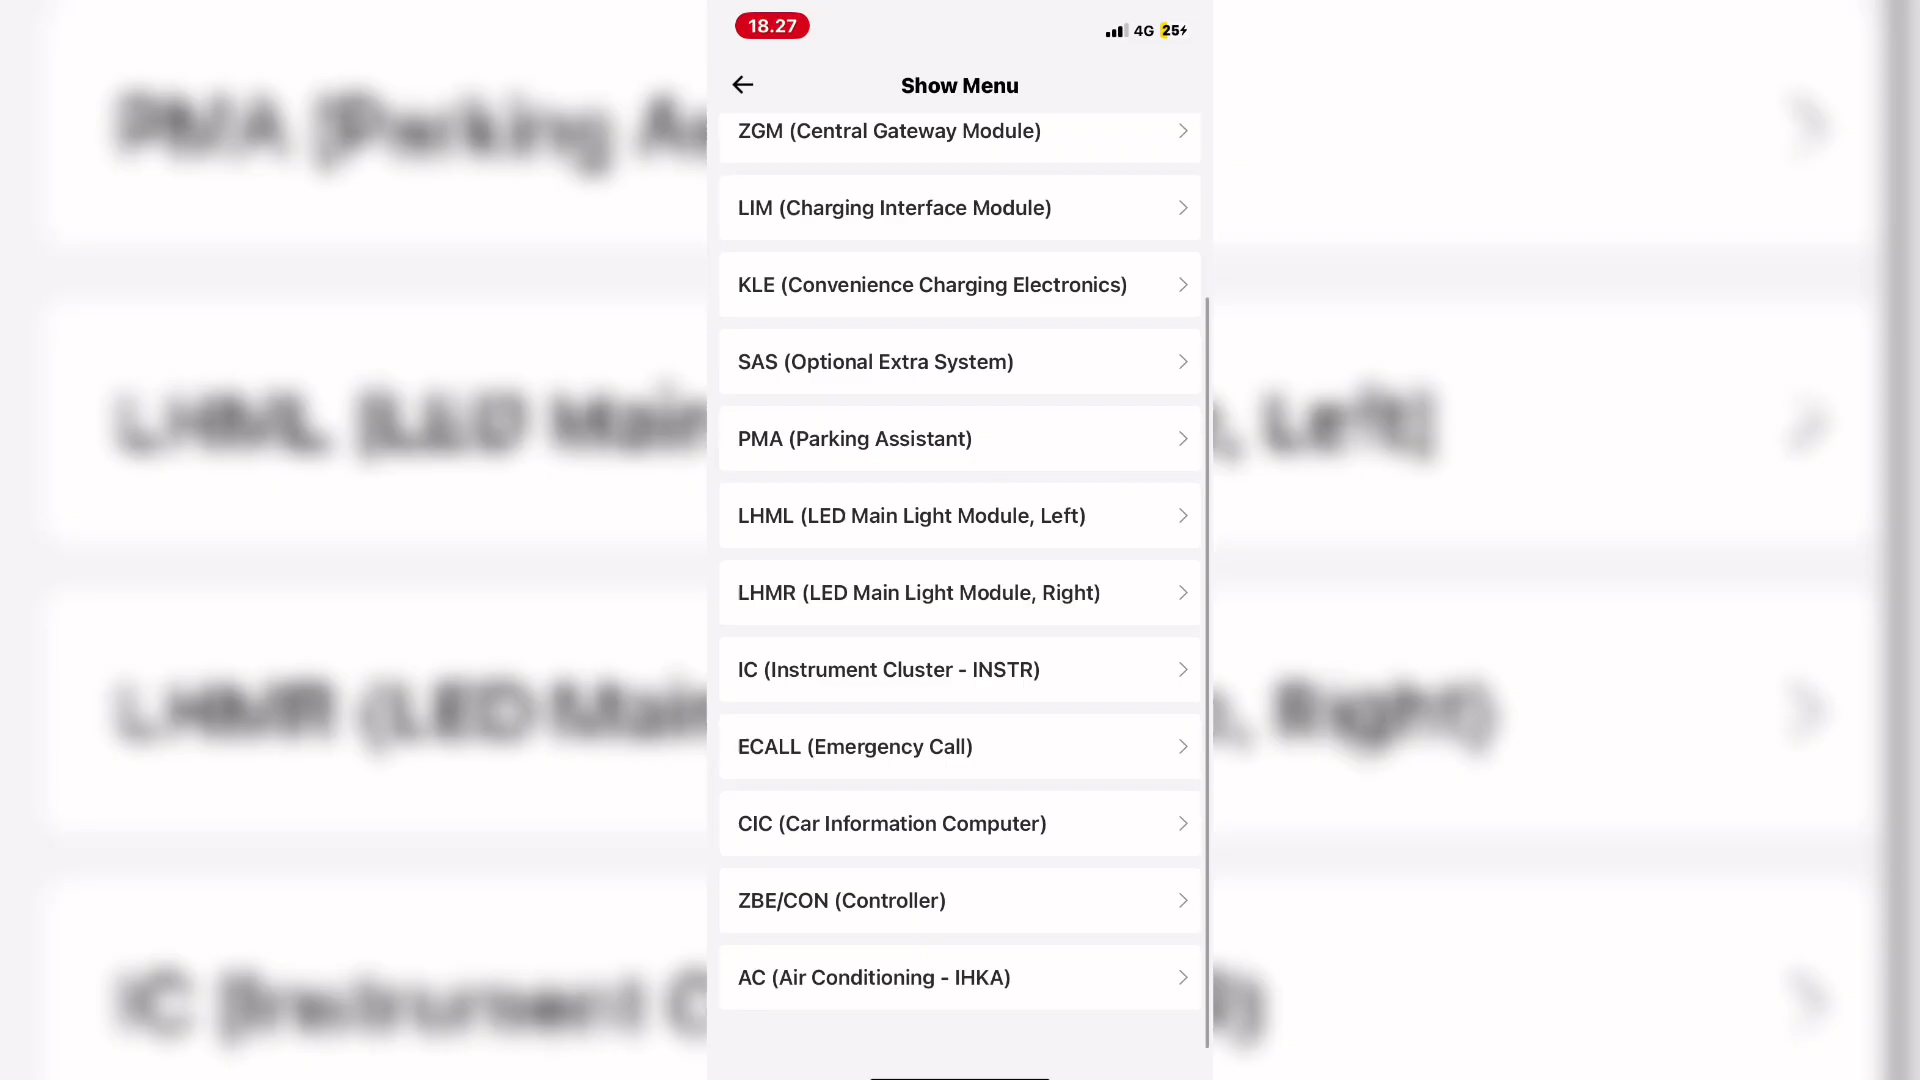 18.27
4G 25
Show Menu
ZGM (Central Gateway Module)
LIM (Charging Interface Module)
KLE (Convenience Charging Electronics)
SAS (Optional Extra System)
PMA (Parking Assistant)
LHML (LED Main Light Module, Left)
LHMR (LED Main Light Module, Right)
IC (Instrument Cluster - INSTR)
ECALL (Emergency Call)
CIC (Car Information Computer)
ZBE/CON (Controller)
AC (Air Conditioning - IHKA)